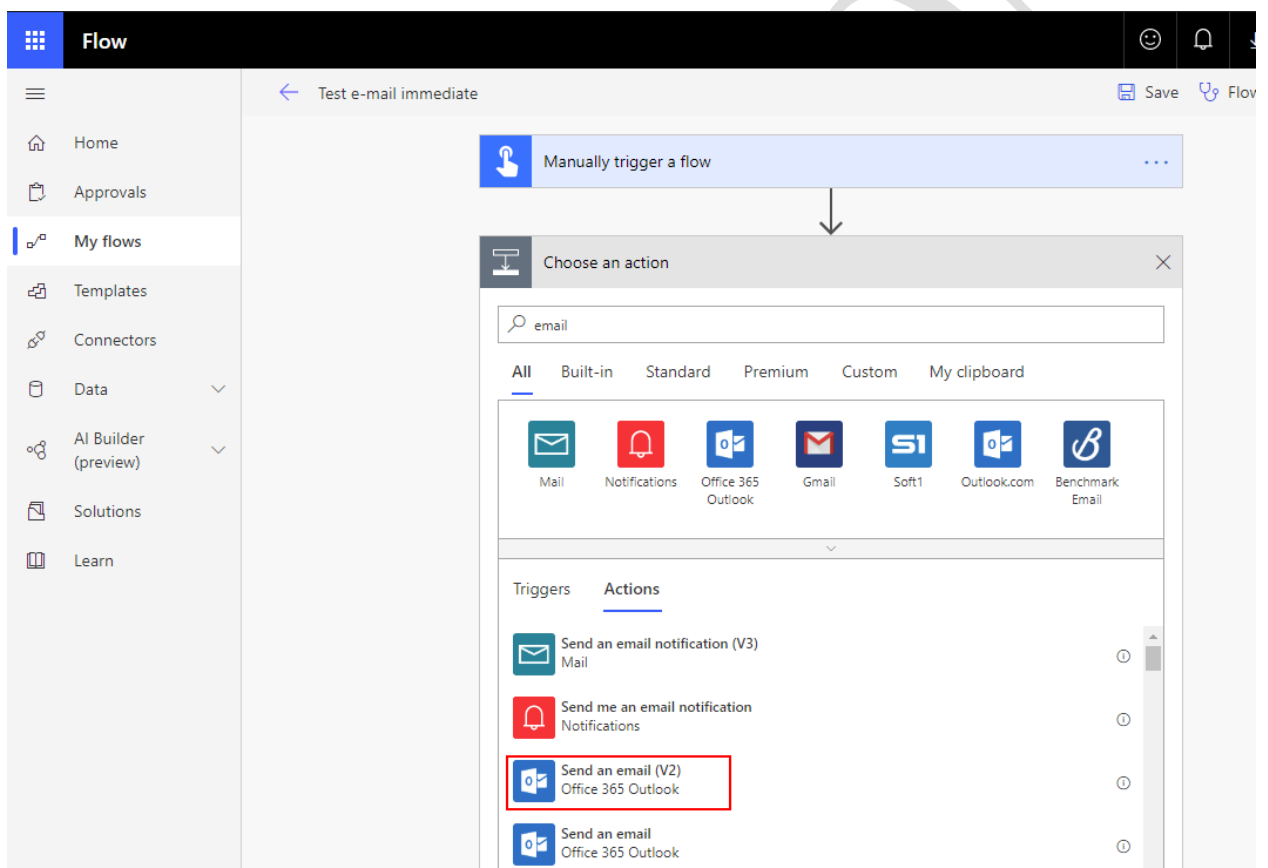 Flow
Test e-mail immediate
Save
Flow
Home
Approvals
My flows
Templates
Connectors
Data
AI Builder
(preview)
Solutions
Learn
Manually trigger a flow
Choose an action
email
All Built-in Standard Premium Custom My clipboard
Mail
Notifications
Office 365
Outlook
Gmail
S1
Soft1
Outlook.com
B
Benchmark
Email
Triggers Actions
Send an email notification (V3)
Mail
Send me an email notification
Notifications
Send an email (V2)
Office 365 Outlook
Send an email
Office 365 Outlook